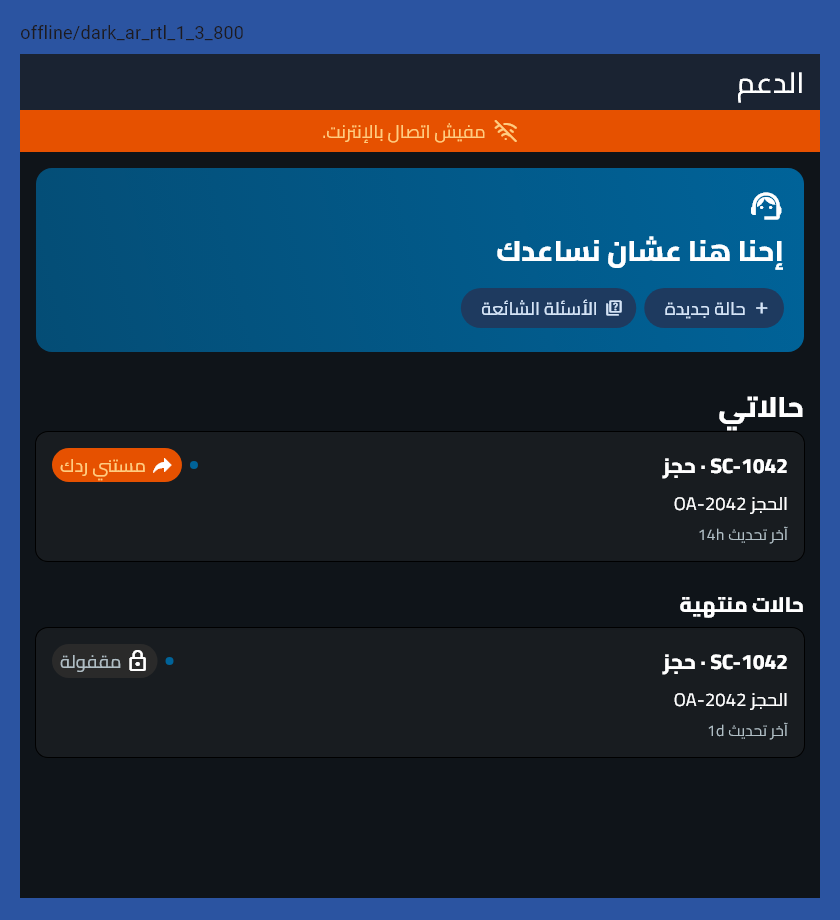 offline/dark_ar_rtl_1_3_800
الدعم
مفيش اتصال بالإنترنت.
إحنا هنا عشان نساعدك
حالة جديدة
الأسئلة الشائعة
حالاتي
SC-1042 · حجز
مستني ردك
الحجز OA-2042
آخر تحديث 14h
حالات منتهية
SC-1042 · حجز
مقفولة
الحجز OA-2042
آخر تحديث 1d